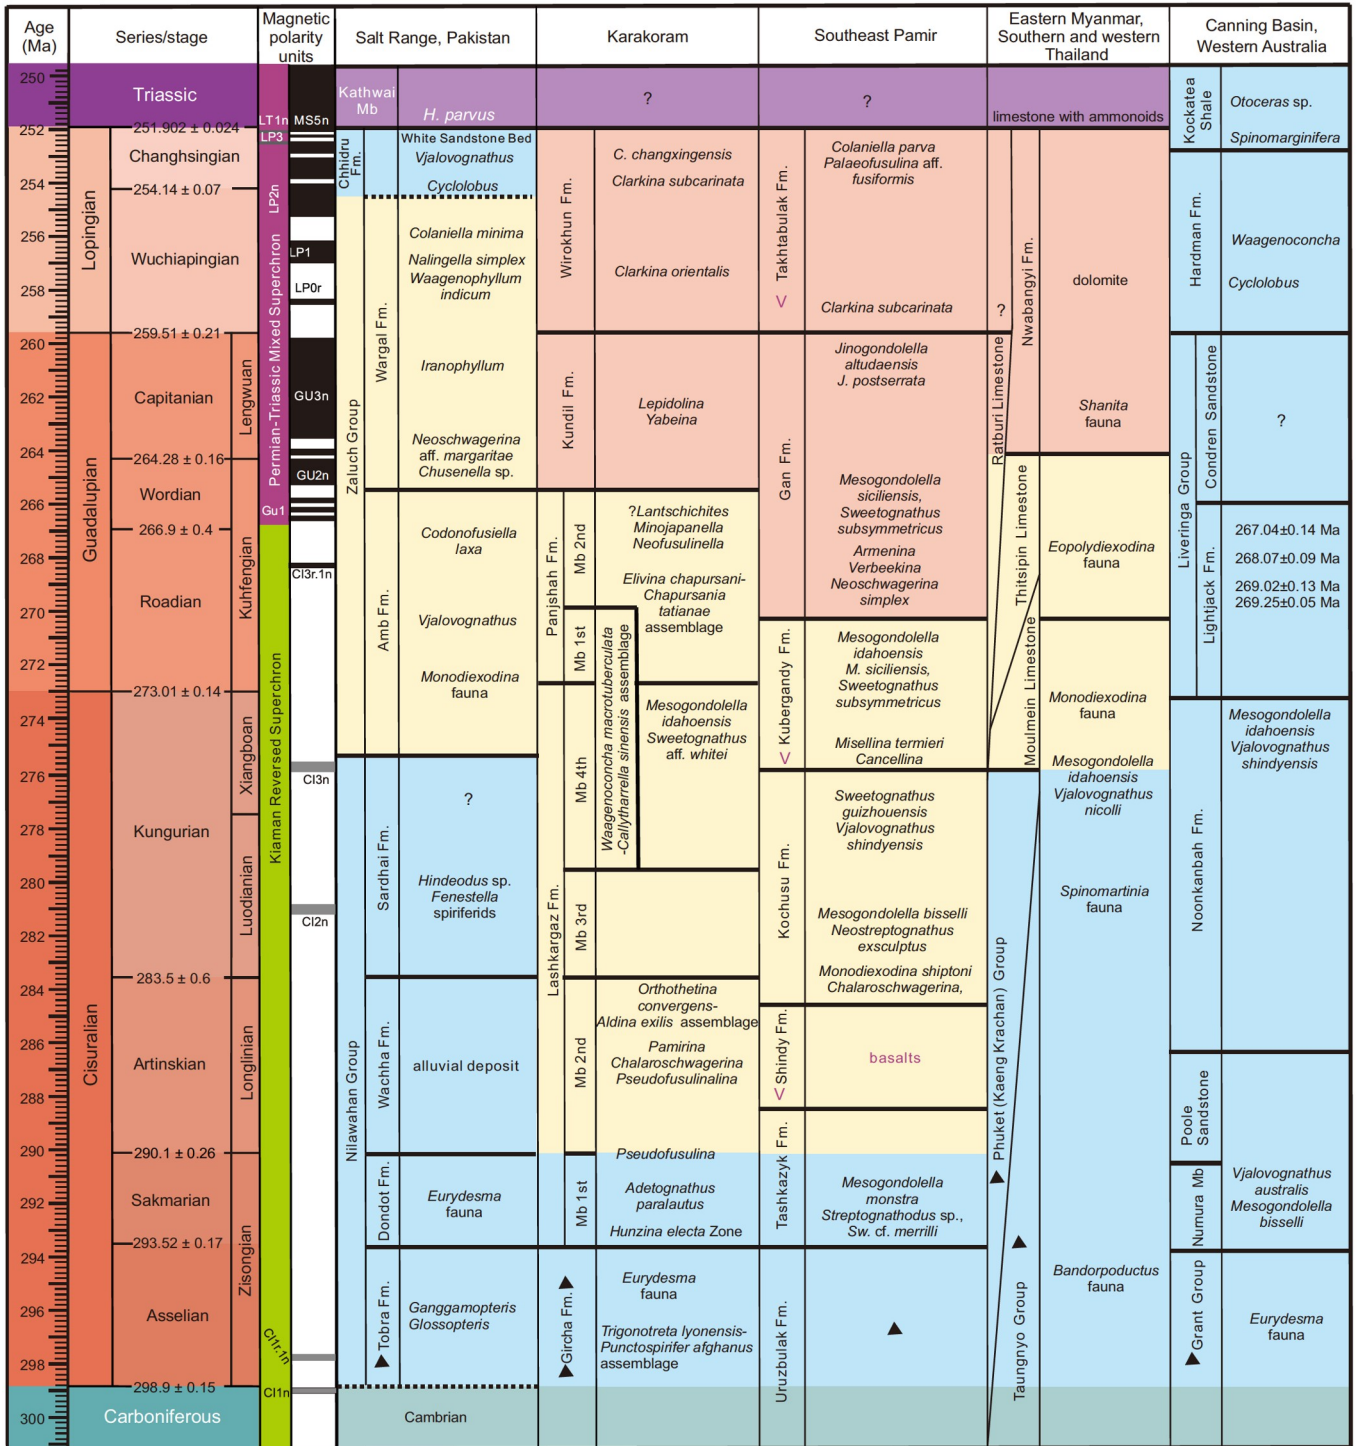 Age
(Ma)
Series/stage
Magnetic
polarity
units
Salt Range, Pakistan
Karakoram
Southeast Pamir
Eastern Myanmar,
Southern and western
Thailand
Canning Basin,
Western Australia
250
252
254
256
258
260
262
264
266
268
270
272
274
276
278
280
282
284
286
288
290
292
294
296
298
300
Triassic
251.902 ± 0.024
Lopingian
Changhsingian
254.14 ± 0.07
Wuchiapingian
259.51 ± 0.21
Guadalupian
Capitanian
Lengwuan
264.28 ± 0.16
Wordian
266.9 ± 0.4
Roadian
Kuhfengian
273.01 ± 0.14
Cisuralian
Kungurian
Xiangboan
Luodianian
283.5 ± 0.6
Artinskian
Longlinian
290.1 ± 0.26
Sakmarian
293.52 ± 0.17
Zisongian
Asselian
298.9 ± 0.15
Carboniferous
LT1n
MS5n
LP3
LP2n
LP1
LP0r
Permian-Triassic Mixed Superchron
GU3n
GU2n
Gu1
CI3r.1n
Kiaman Reversed Superchron
CI3n
CI2n
CI1r.1n
CI1n
Kathwai
Mb
H. parvus
Chhidru
Fm.
White Sandstone Bed
Vjalovognathus
Cyclolobus
Zaluch Group
Wargal Fm.
Colaniella minima
Nalingella simplex
Waagenophyllum
indicum
Iranophyllum
Neoschwagerina
aff. margaritae
Chusenella sp.
Amb Fm.
Codonofusiella
laxa
Vjalovognathus
Monodiexodina
fauna
Nilawahan Group
Sardhai Fm.
?
Hindeodus sp.
Fenestella
spiriferids
Wachha Fm.
alluvial deposit
Dondot Fm.
Eurydesma
fauna
Tobra Fm.
Ganggamopteris
Glossopteris
Cambrian
?
Wirokhun Fm.
C. changxingensis
Clarkina subcarinata
Clarkina orientalis
Kundil Fm.
Lepidolina
Yabeina
Panjshah Fm.
Mb 2nd
?Lantschichites
Minojapanella
Neofusulinella
Elivina chapursani-
Chapursania
tatianae
assemblage
Mb 1st
Waagenoconcha macrotuberculata
-Callytharrella sinensis assemblage
Lashkargaz Fm.
Mb 4th
Mesogondolella
idahoensis
Sweetognathus
aff. whitei
Mb 3rd
Mb 2nd
Orthothetina
convergens-
Aldina exilis assemblage
Pamirina
Chalaroschwagerina
Pseudofusulinalina
Pseudofusulina
Mb 1st
Adetognathus
paralautus
Hunzina electa Zone
Gircha Fm.
Eurydesma
fauna
Trigonotreta lyonensis-
Punctospirifer afghanus
assemblage
?
Takhtabulak Fm.
V
Colaniella parva
Palaeofusulina aff.
fusiformis
Clarkina subcarinata
Gan Fm.
Jinogondolella
altudaensis
J. postserrata
Mesogondolella
siciliensis,
Sweetognathus
subsymmetricus
Armenina
Verbeekina
Neoschwagerina
simplex
Kubergandy Fm.
V
Mesogondolella
idahoensis
M. siciliensis,
Sweetognathus
subsymmetricus
Misellina termieri
Cancellina
Kochusu Fm.
Sweetognathus
guizhouensis
Vjalovognathus
shindyensis
Mesogondolella bisselli
Neostreptognathus
exsculptus
Monodiexodina shiptoni
Chalaroschwagerina,
Shindy Fm.
V
basalts
Tashkazyk Fm.
Mesogondolella
monstra
Streptognathodus sp.,
Sw. cf. merrilli
Uruzbulak Fm.
limestone with ammonoids
?
Nwabangyi Fm.
dolomite
Ratburi Limestone
Shanita
fauna
Thitsipin Limestone
Eopolydiexodina
fauna
Moulmein Limestone
Monodiexodina
fauna
Mesogondolella
idahoensis
Vjalovognathus
nicolli
Spinomartinia
fauna
Phuket (Kaeng Krachan) Group
Taungnyo Group
Bandorpoductus
fauna
Kockatea
Shale
Otoceras sp.
Spinomarginifera
Hardman Fm.
Waagenoconcha
Cyclolobus
Liveringa Group
Condren Sandstone
?
Lightjack Fm.
267.04±0.14 Ma
268.07±0.09 Ma
269.02±0.13 Ma
269.25±0.05 Ma
Noonkanbah Fm.
Mesogondolella
idahoensis
Vjalovognathus
shindyensis
Poole
Sandstone
Numura Mb
Vjalovognathus
australis
Mesogondolella
bisselli
Grant Group
Eurydesma
fauna